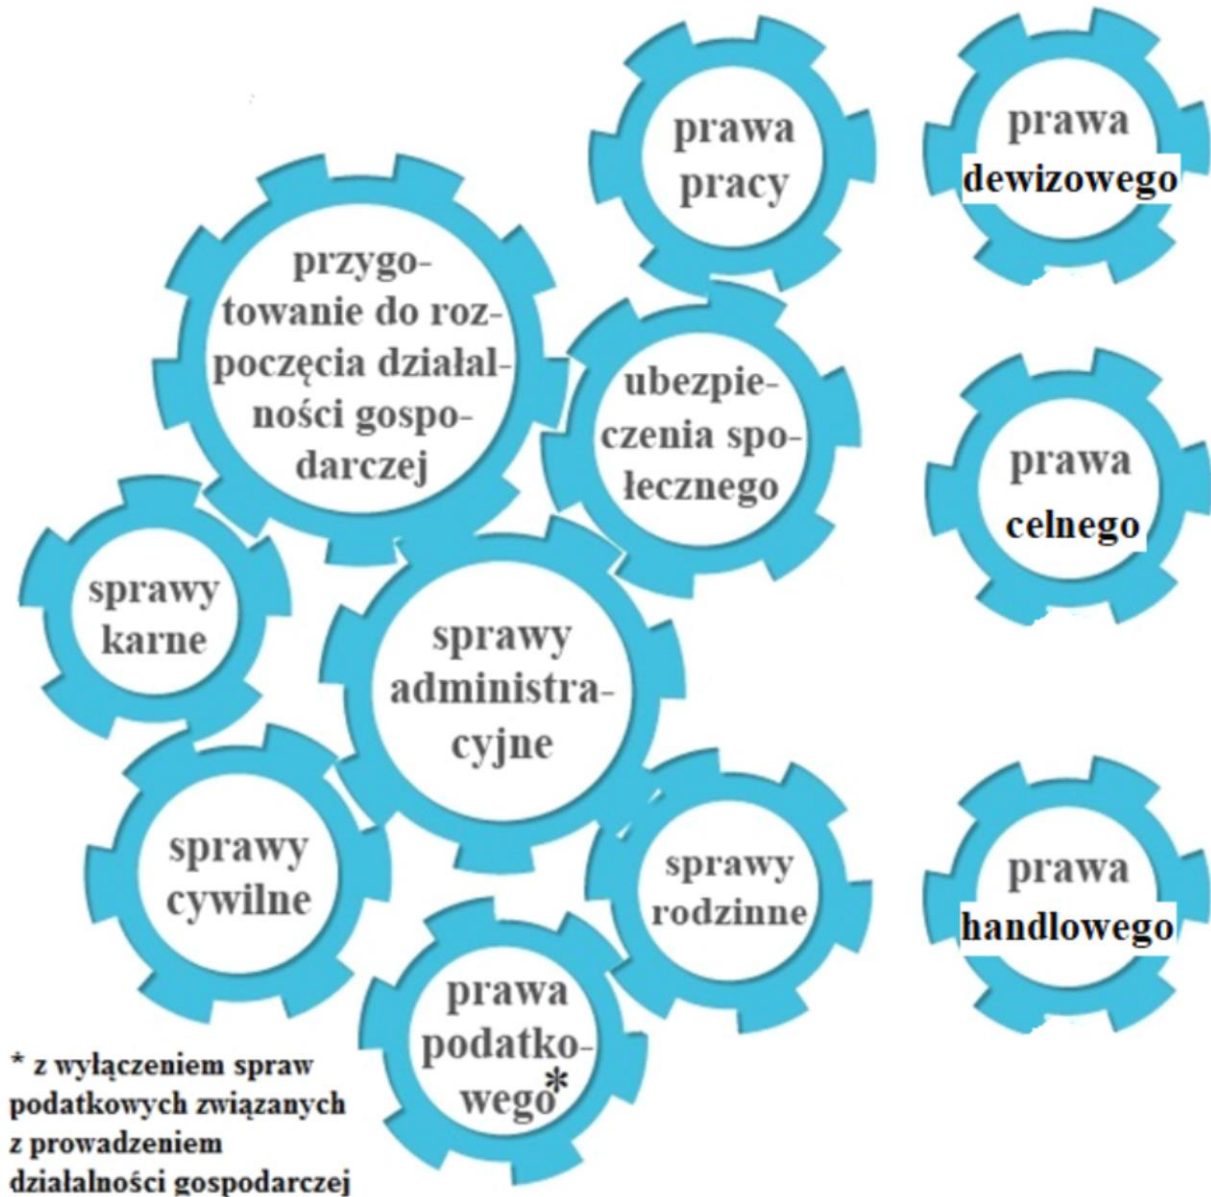 prawa
pracy
prawa
dewizowego
przygo-
towanie do roz-
poczęcia działal-
ności gospo-
darczej
ubezpie-
czenia spo-
łecznego
prawa
celnego
sprawy
karne
sprawy
administra-
cyjne
sprawy
cywilne
sprawy
rodzinne
prawa
handlowego
prawa
podatko-
wego*
* z wyłączeniem spraw
podatkowych związanych
z prowadzeniem
działalności gospodarczej